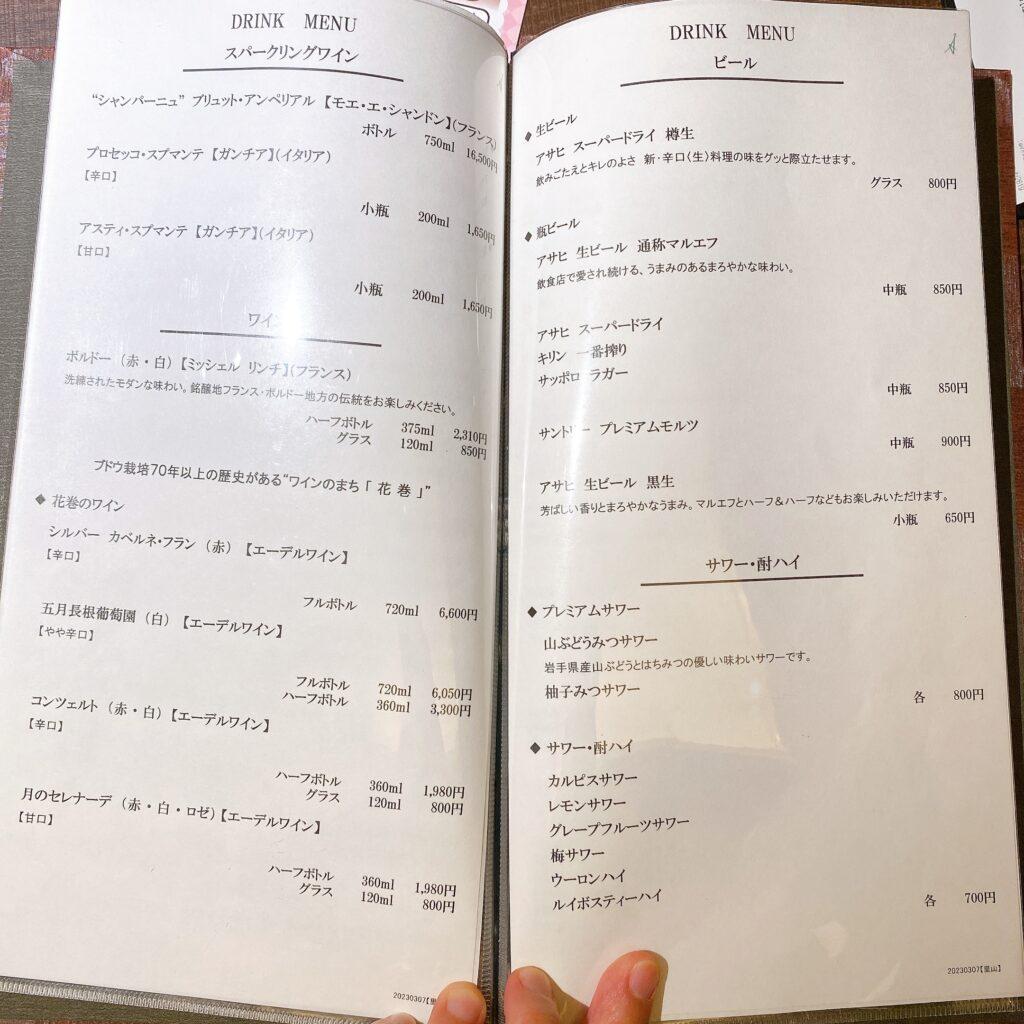 DRINK MENU
スパークリングワイン
“シャンパーニュ” ブリュット・アンペリアル 【モエ・エ・シャンドン】(フランス)
ボトル 750ml 16,500円
プロセッコ・スプマンテ 【ガンチア】(イタリア)
【辛口】
小瓶 200ml 1,650円
アスティ・スプマンテ 【ガンチア】(イタリア)
【甘口】
小瓶 200ml 1,650円
ワイン
ボルドー (赤・白) 【ミッシェル リンチ】(フランス)
洗練されたモダンな味わい。銘醸地フランス・ボルドー地方の伝統をお楽しみください。
ハーフボトル 375ml 2,310円
グラス 120ml 850円
ブドウ栽培70年以上の歴史がある“ワインのまち「 花 巻 」”
◆ 花巻のワイン
シルバー カベルネ・フラン (赤) 【エーデルワイン】
【辛口】
フルボトル 720ml 6,600円
五月長根葡萄園 (白) 【エーデルワイン】
【やや辛口】
フルボトル 720ml 6,050円
ハーフボトル 360ml 3,300円
コンツェルト (赤・白) 【エーデルワイン】
【辛口】
ハーフボトル 360ml 1,980円
グラス 120ml 800円
月のセレナーデ (赤・白・ロゼ) 【エーデルワイン】
【甘口】
ハーフボトル 360ml 1,980円
グラス 120ml 800円
20230307【里
DRINK MENU
ビール
◆ 生ビール
アサヒ スーパードライ 樽生
飲みごたえとキレのよさ 新・辛口〈生〉料理の味をグッと際立たせます。
グラス 800円
◆ 瓶ビール
アサヒ 生ビール 通称マルエフ
飲食店で愛され続ける、うまみのあるまろやかな味わい。
中瓶 850円
アサヒ スーパードライ
キリン 一番搾り
サッポロ ラガー
中瓶 850円
サントリー プレミアムモルツ
中瓶 900円
アサヒ 生ビール 黒生
芳ばしい香りとまろやかなうまみ。マルエフとハーフ＆ハーフなどもお楽しみいただけます。
小瓶 650円
サワー・酎ハイ
◆ プレミアムサワー
山ぶどうみつサワー
岩手県産山ぶどうとはちみつの優しい味わいサワーです。
柚子みつサワー
各 800円
◆ サワー・酎ハイ
カルピスサワー
レモンサワー
グレープフルーツサワー
梅サワー
ウーロンハイ
ルイボスティーハイ
各 700円
20230307【里山】